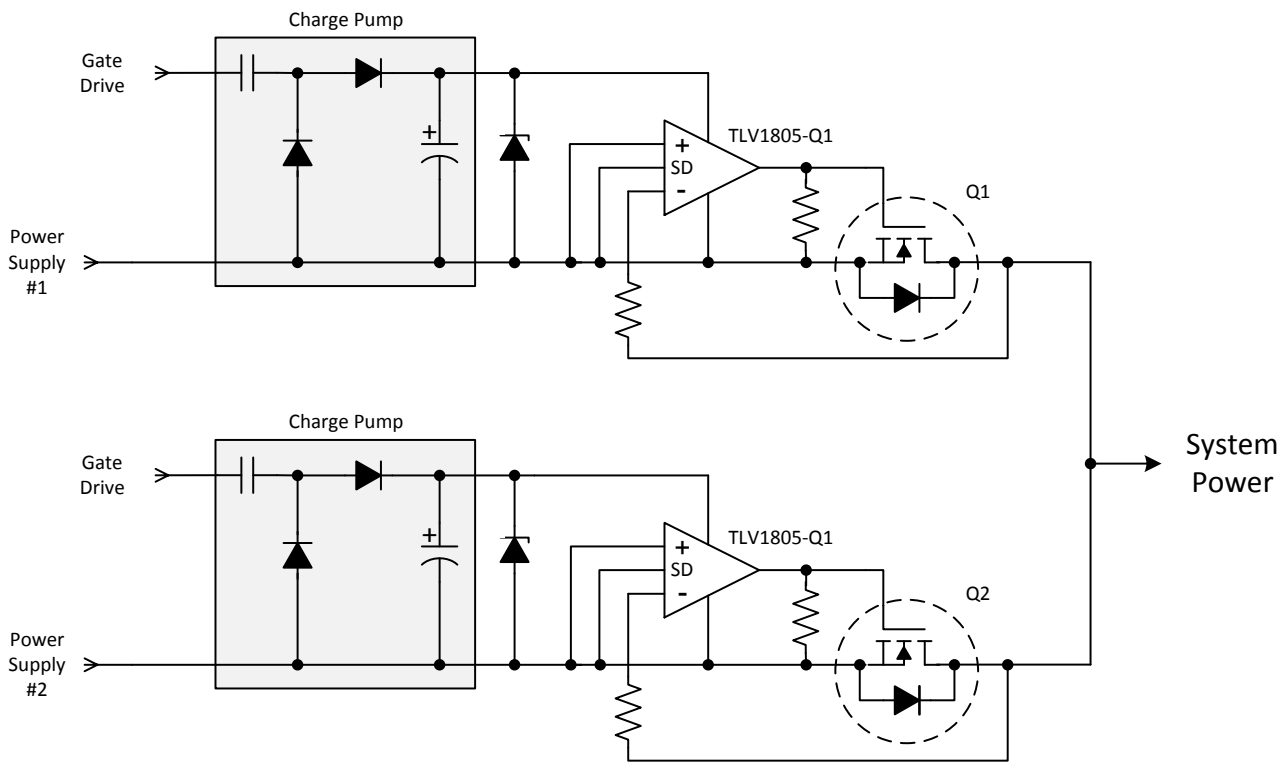 Charge Pump
Gate
Drive
TLV1805-Q1
+
+
SD
-
Q1
Power
Supply
#1
Charge Pump
Gate
Drive
TLV1805-Q1
+
+
SD
-
Q2
Power
Supply
#2
System
Power